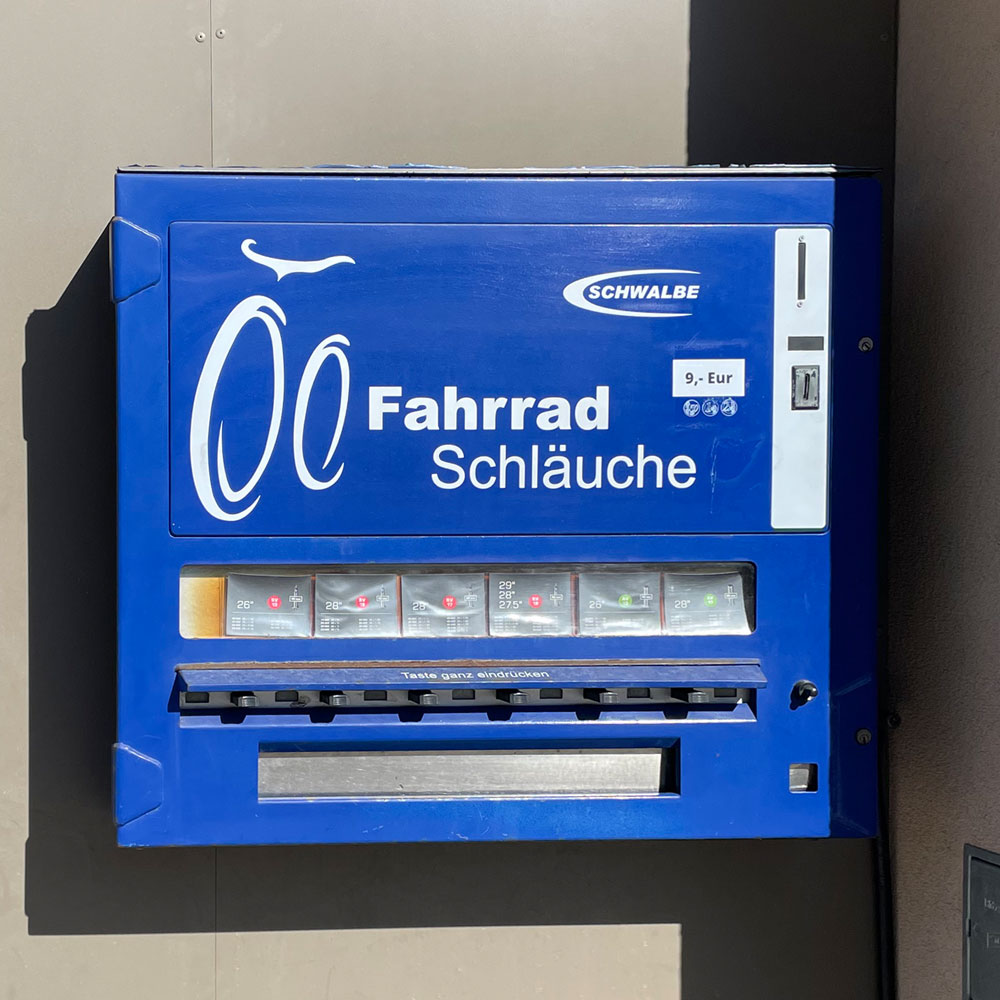 SCHWALBE
9,- Eur
Fahrrad
Schläuche
26"
28"
28"
29"
28"
27.5"
26"
28"
Taste ganz eindrücken